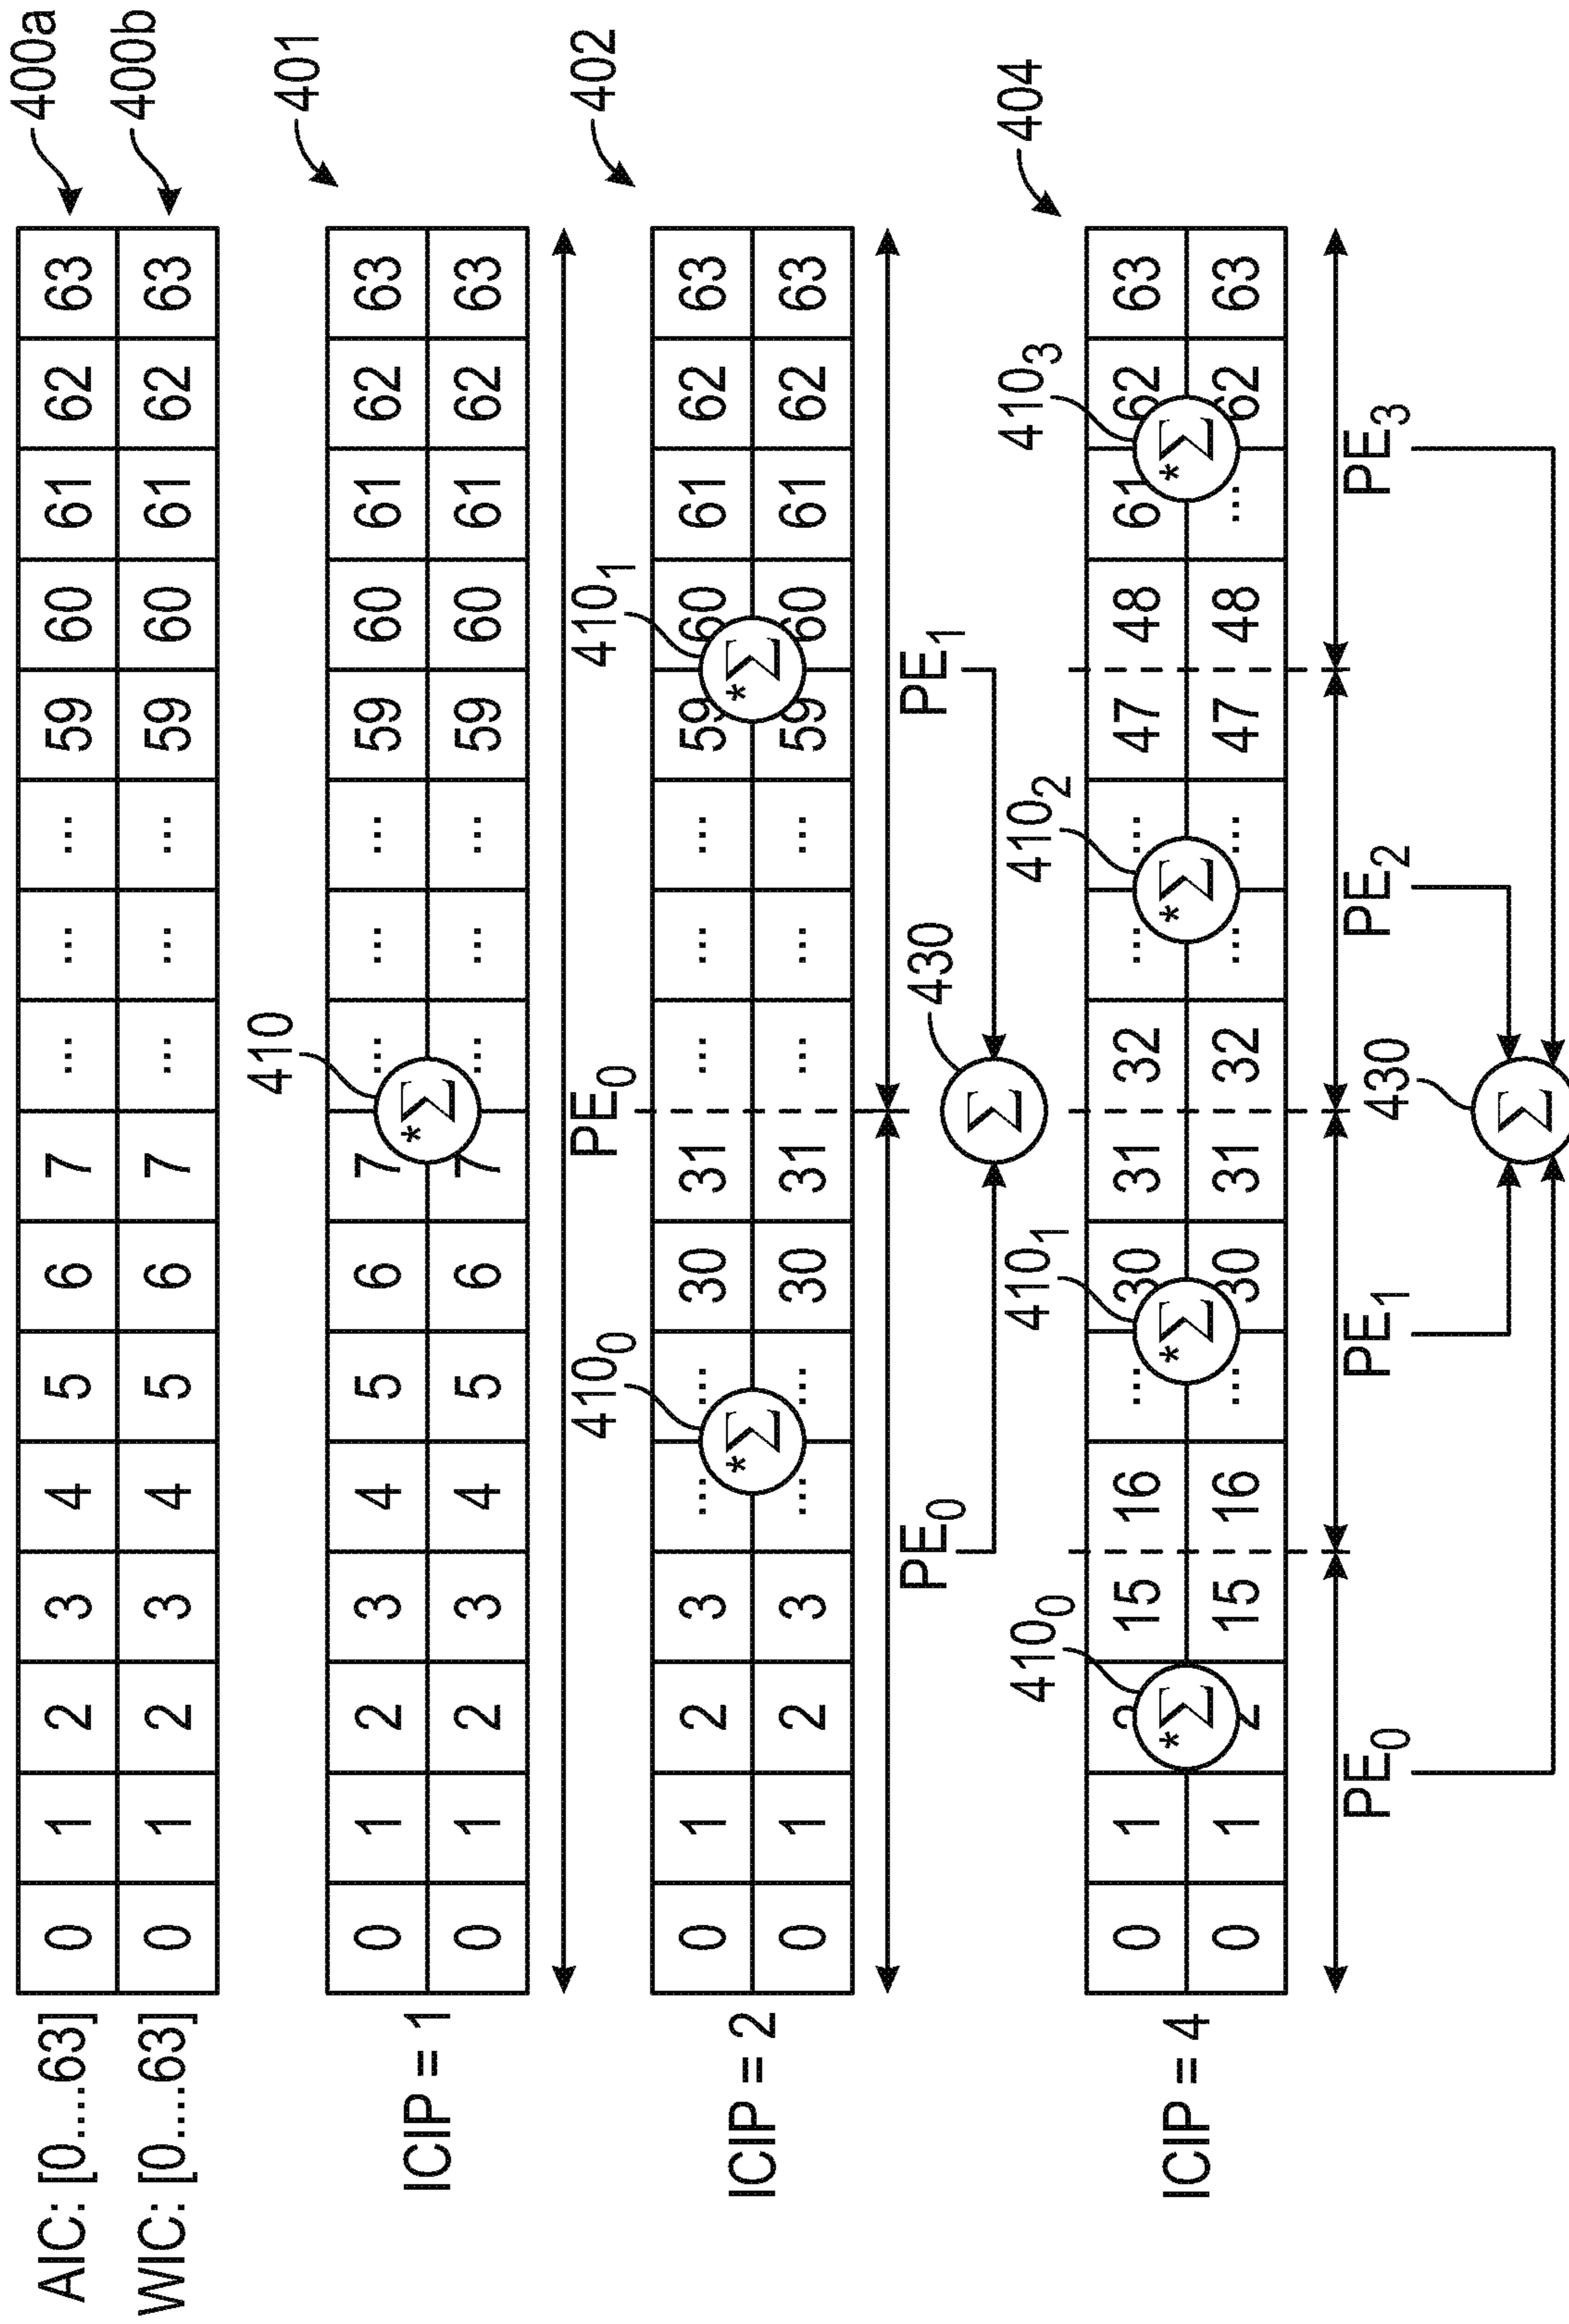 400a
AIC: [0....63] 0 1 2 3 4 5 6 7 ... ... ... 59 60 61 62 63
400b
WIC: [0....63] 0 1 2 3 4 5 6 7 ... ... ... 59 60 61 62 63
401
410
ICIP = 1
0 1 2 3 4 5 6 7 ... ... ... 59 60 61 62 63
* Σ
0 1 2 3 4 5 6 7 ... ... ... 59 60 61 62 63
PE0
402
4100 4101
ICIP = 2
0 1 2 3 ... ... 30 31 ... ... ... 59 60 61 62 63
* Σ * Σ
0 1 2 3 ... ... 30 31 ... ... ... 59 60 61 62 63
PE0 PE1
430
Σ
404
4100 4101 4102 4103
ICIP = 4
0 1 2 15 16 ... 30 31 32 ... ... 47 48 61 62 63
* Σ * Σ * Σ * Σ
0 1 2 15 16 ... 30 31 32 ... ... 47 48 ... 62 63
PE0 PE1 PE2 PE3
430
Σ